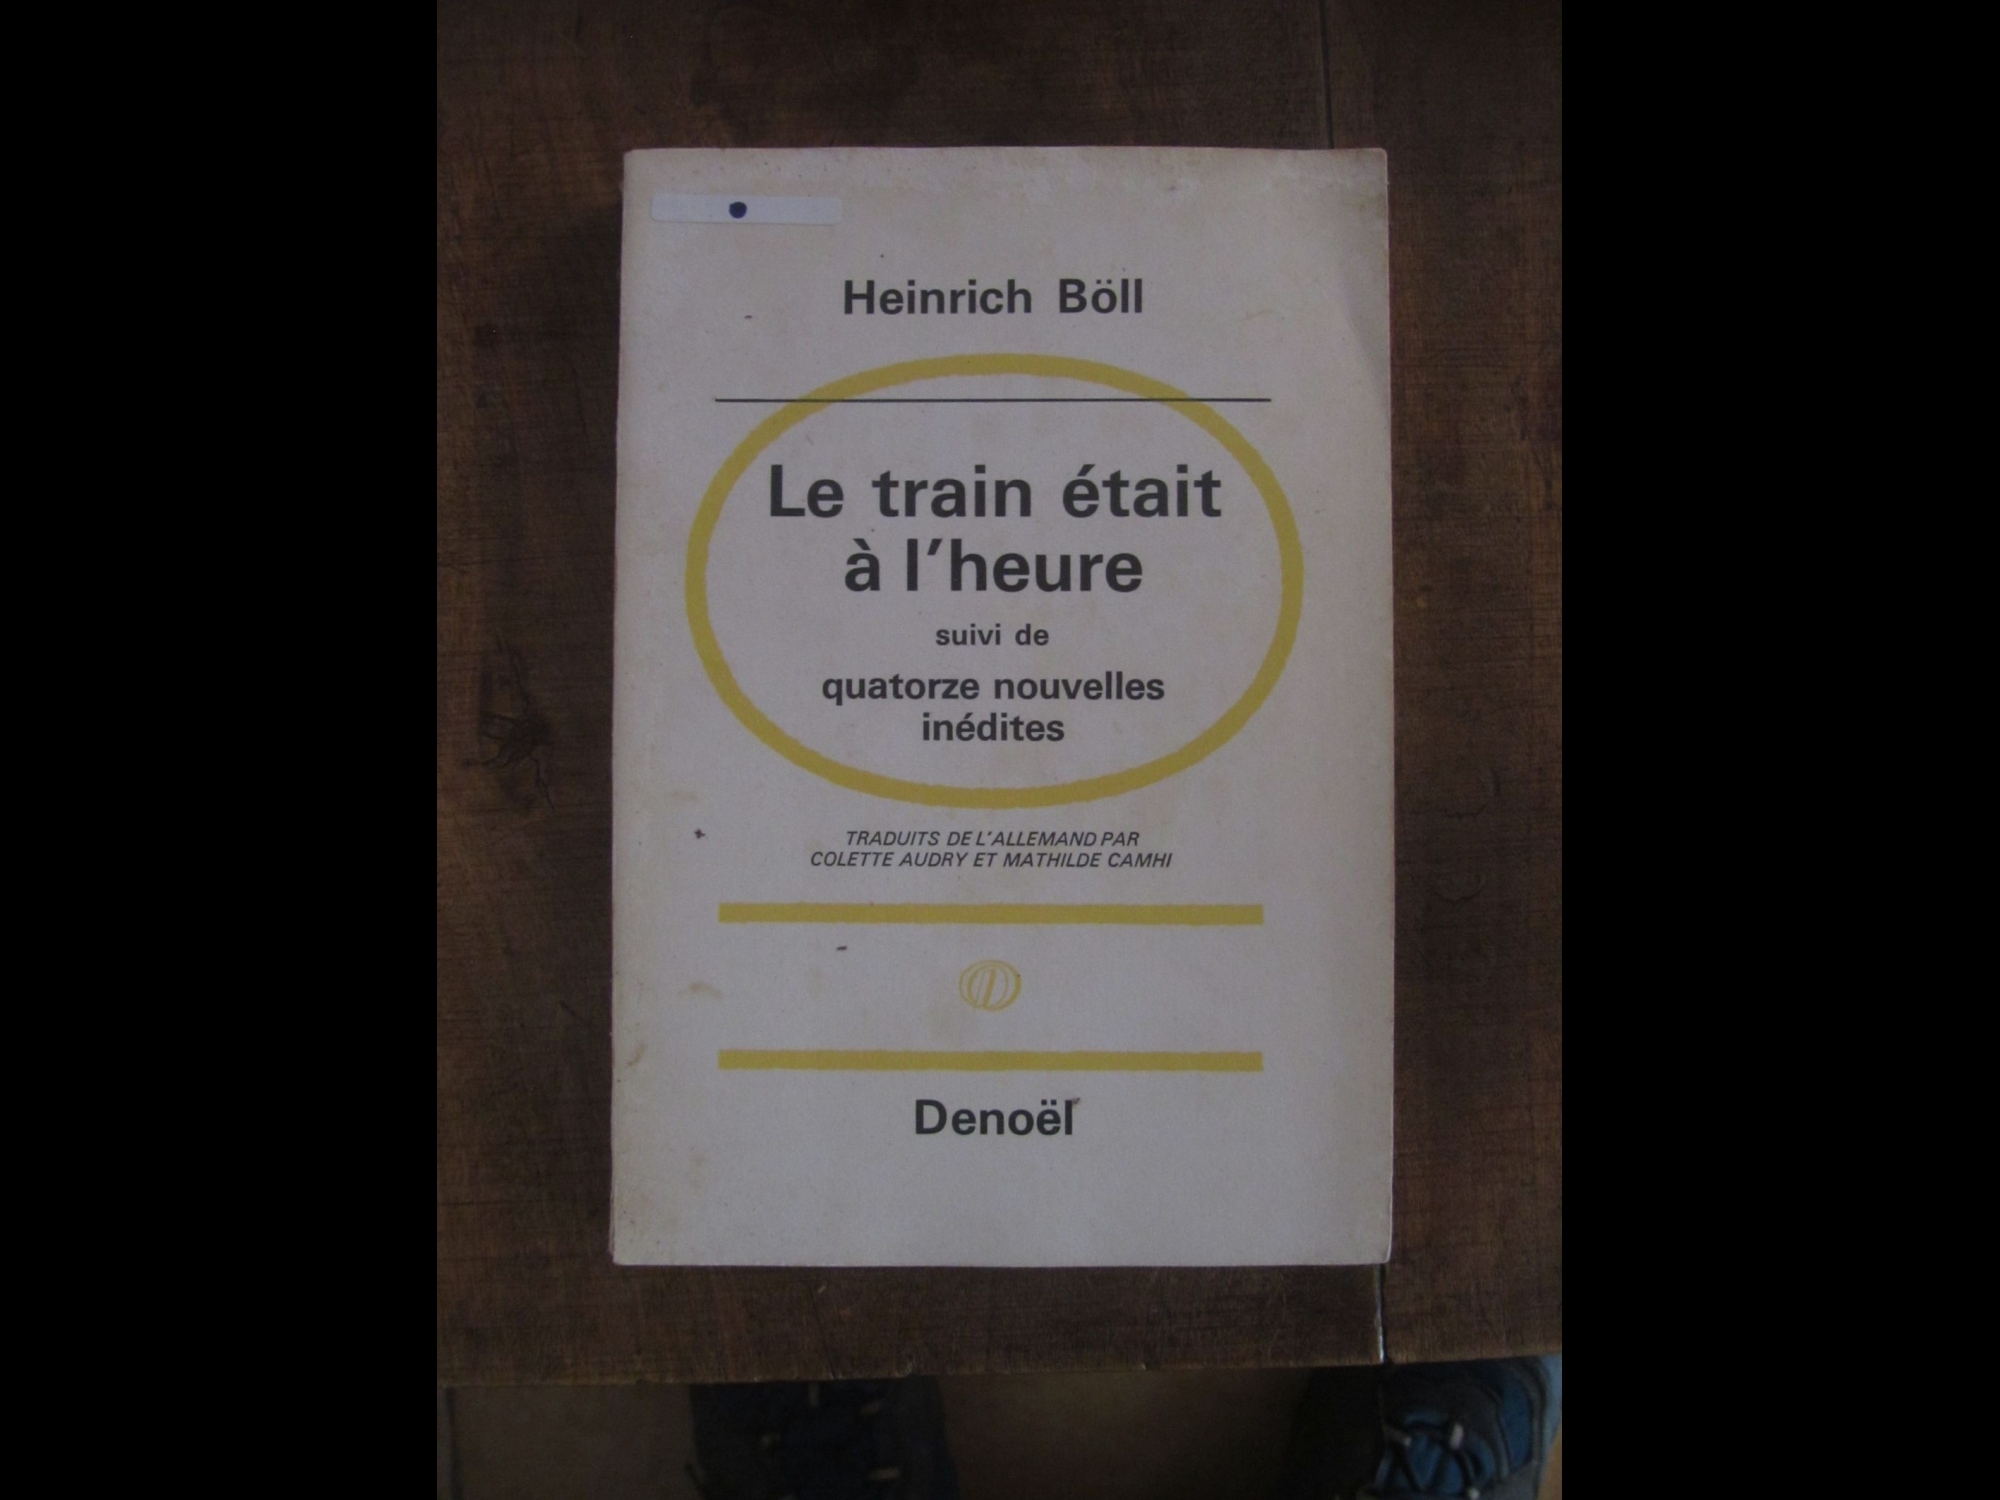 Heinrich Böll
Le train était
à l'heure
suivi de
quatorze nouvelles
inédites
TRADUITS DE L'ALLEMAND PAR
COLETTE AUDRY ET MATHILDE CAMHI
Denoël